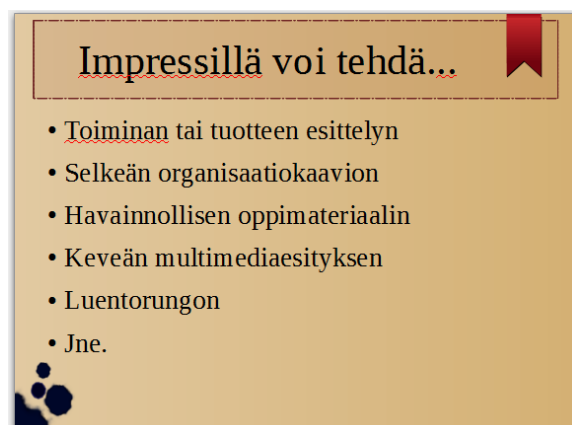 Impressillä voi tehdä...
• Toiminan tai tuotteen esittelyn
• Selkeän organisaatiokaavion
• Havainnollisen oppimateriaalin
• Keveän multimediaesityksen
• Luentorungon
• Jne.